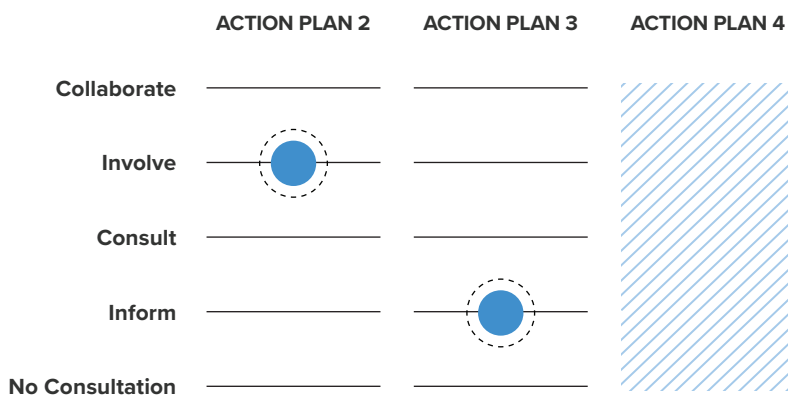 ACTION PLAN 2 ACTION PLAN 3 ACTION PLAN 4
Collaborate
Involve
Consult
Inform
No Consultation